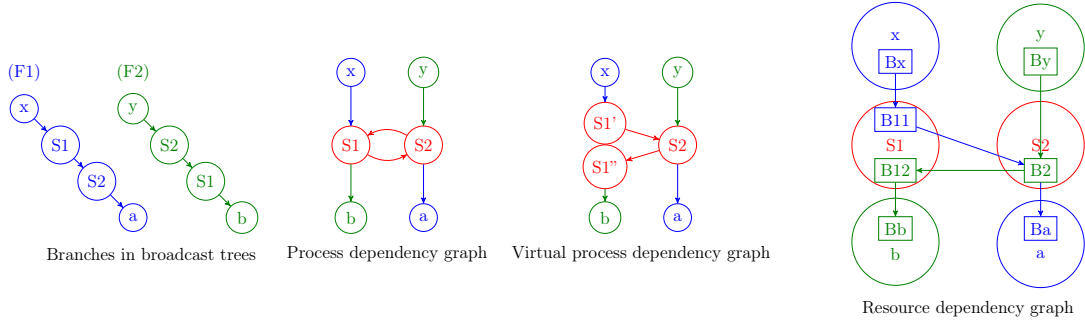 (F1)
(F2)
x
S1
S2
a
y
S2
S1
b
Branches in broadcast trees
x
y
S1
S2
b
a
Process dependency graph
x
y
S1'
S2
S1"
b
a
Virtual process dependency graph
x
y
Bx
By
B11
S1
S2
B12
B2
Bb
Ba
b
a
Resource dependency graph